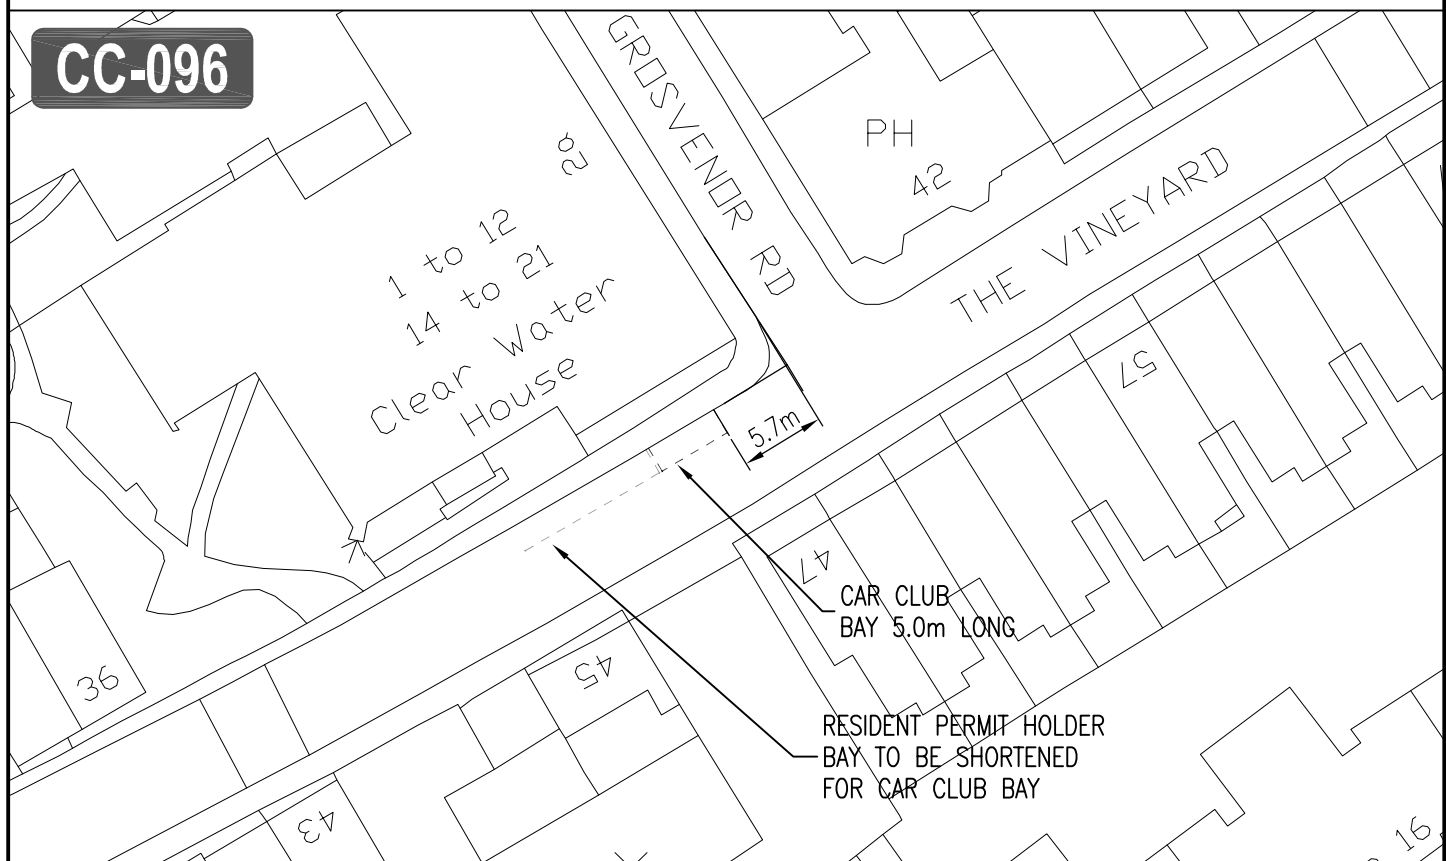 CC-096
GROSVENOR RD
PH
42
THE VINEYARD
29
1 to 12
14 to 21
Clear Water
House
5.7m
57
47
CAR CLUB
BAY 5.0m LONG
36
45
RESIDENT PERMIT HOLDER
BAY TO BE SHORTENED
FOR CAR CLUB BAY
43
16